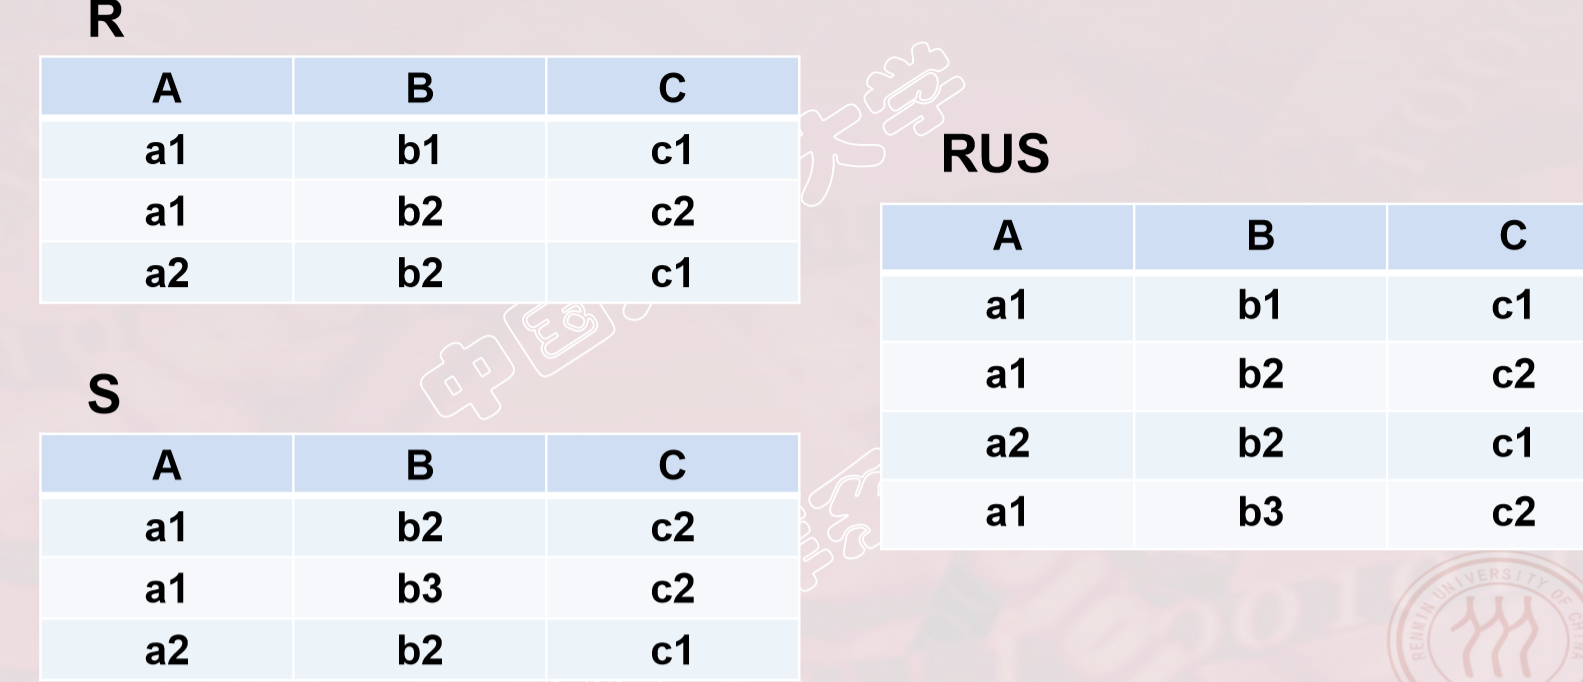 R
A B C
a1 b1 c1
a1 b2 c2
a2 b2 c1
S
A B C
a1 b2 c2
a1 b3 c2
a2 b2 c1
RUS
A B C
a1 b1 c1
a1 b2 c2
a2 b2 c1
a1 b3 c2
中国
大学
RENMIN UNIVERSITY OF CHINA